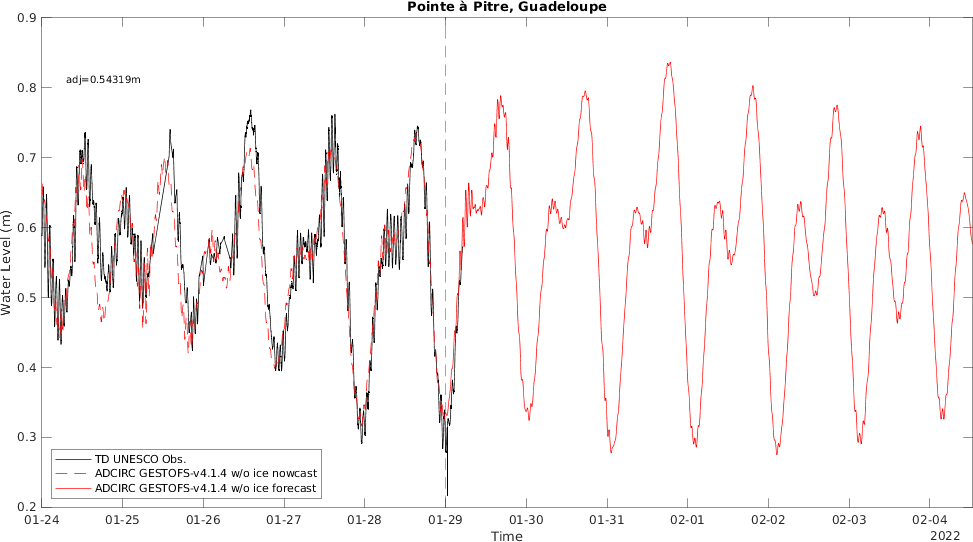 Pointe à Pitre, Guadeloupe
0.9
0.8
0.7
0.6
0.5
0.4
0.3
0.2
Water Level (m)
adj=0.54319m
TD UNESCO Obs.
ADCIRC GESTOFS-v4.1.4 w/o ice nowcast
ADCIRC GESTOFS-v4.1.4 w/o ice forecast
01-24 01-25 01-26 01-27 01-28 01-29 01-30 01-31 02-01 02-02 02-03 02-04
Time
2022